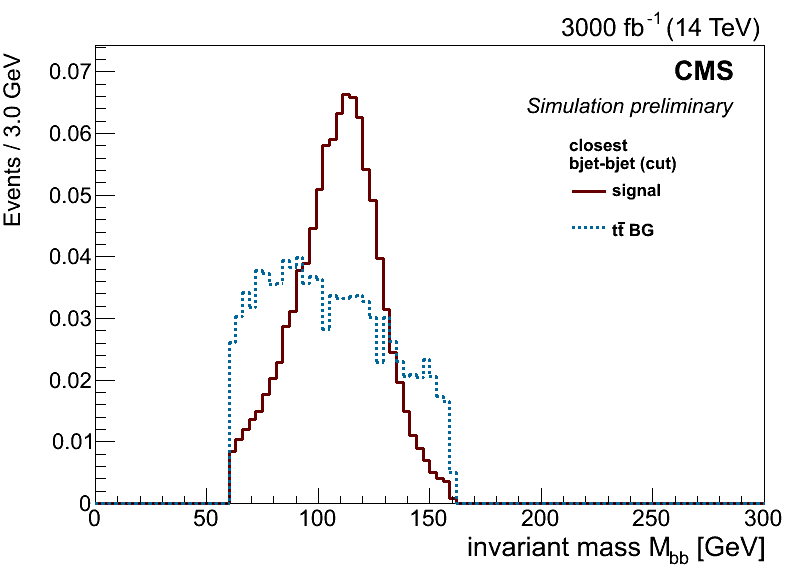 3000 fb⁻¹ (14 TeV)
CMS
Simulation preliminary
closest
bjet-bjet (cut)
signal
tt̄ BG
Events / 3.0 GeV
0.07
0.06
0.05
0.04
0.03
0.02
0.01
0
0 50 100 150 200 250 300
invariant mass M_bb [GeV]